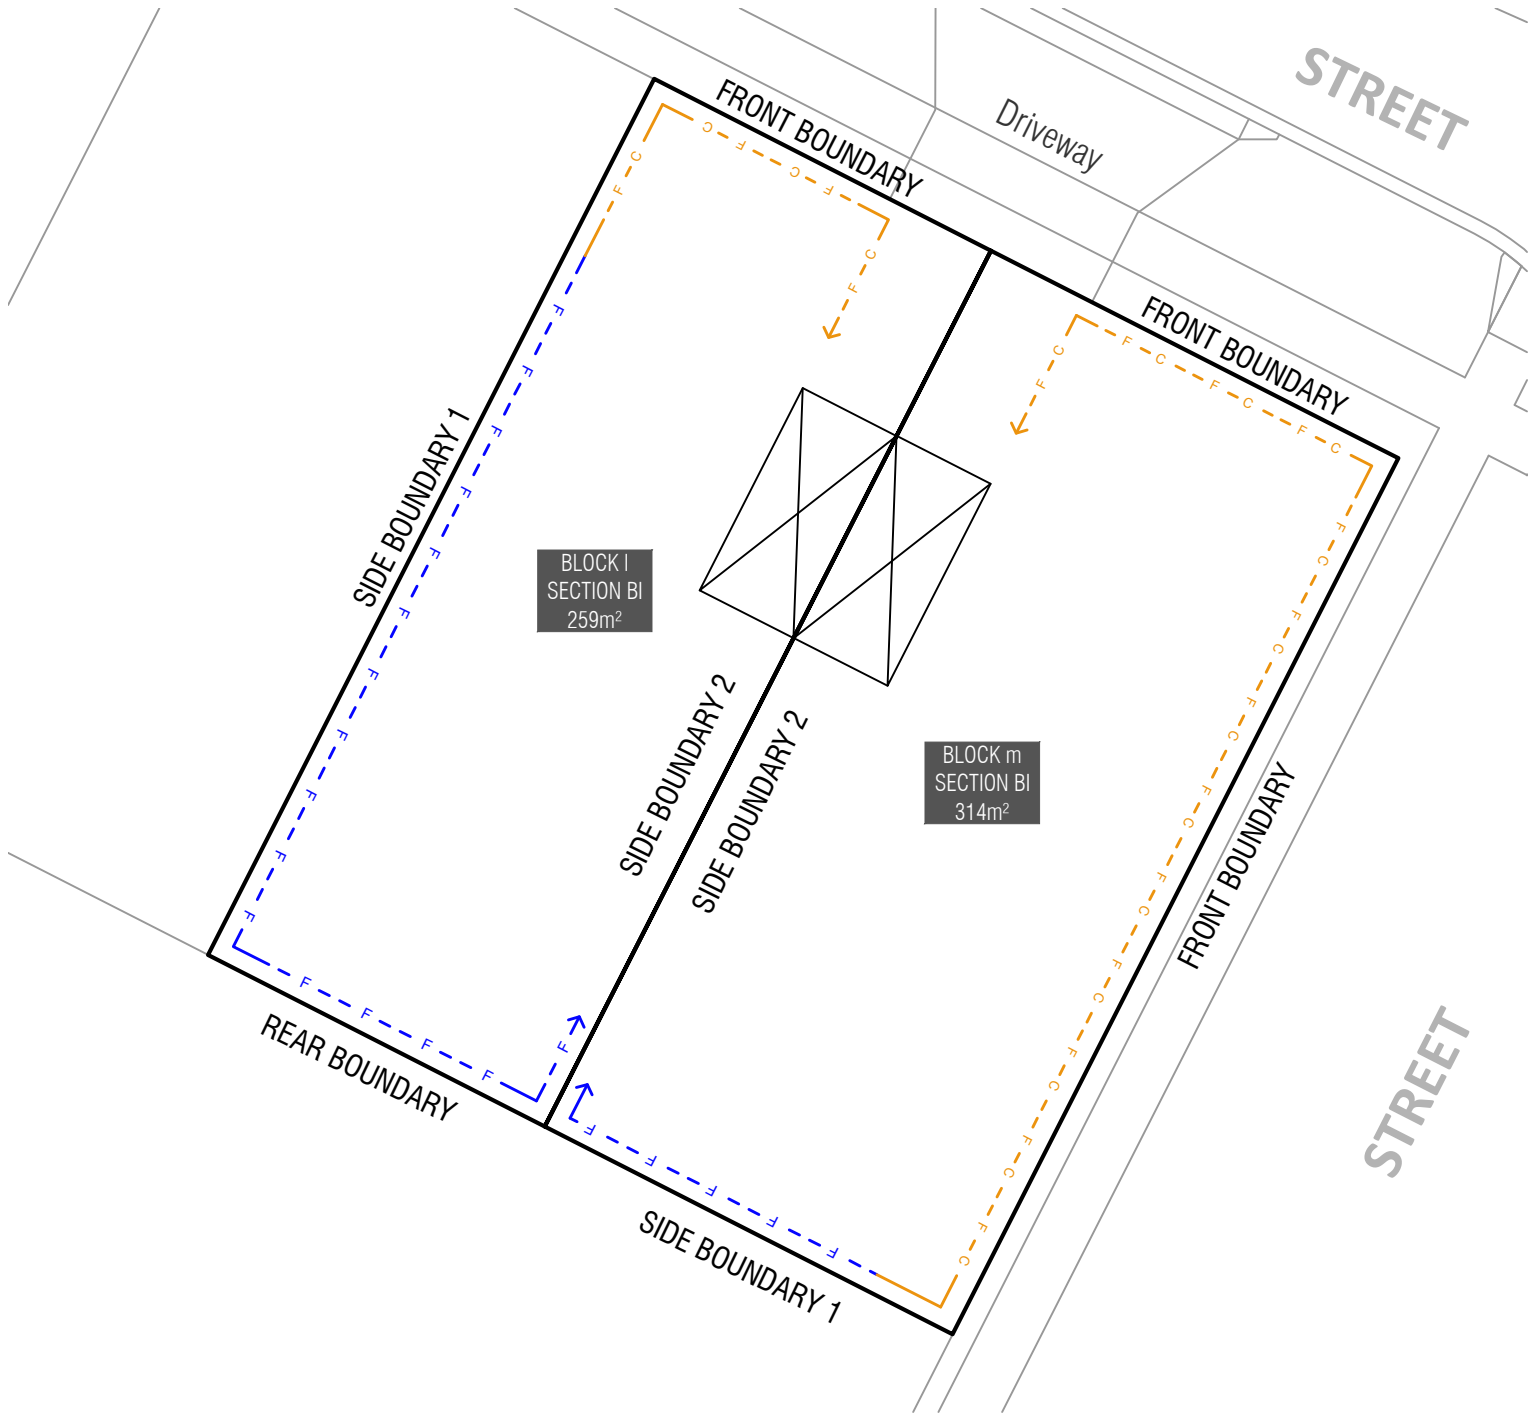 STREET
FRONT BOUNDARY
Driveway
C F C F C
C
F
C
F
FRONT BOUNDARY
C
F
F C F C F C
SIDE BOUNDARY 1
F
F
F
F
F
F
F
F
F
F
F
BLOCK l
SECTION BI
259m²
F
C
F
C
F
C
F
C
F
C
F
C
F
C
F
C
F
C
SIDE BOUNDARY 2
SIDE BOUNDARY 2
BLOCK m
SECTION BI
314m²
FRONT BOUNDARY
F F F F
F
REAR BOUNDARY
F F F F F
SIDE BOUNDARY 1
STREET